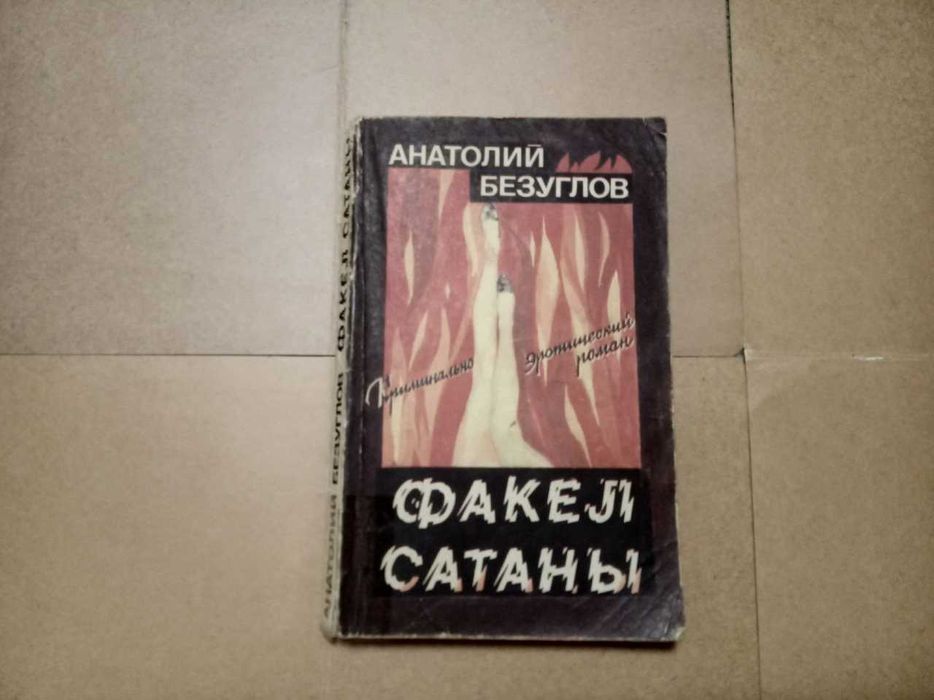 АНАТОЛИЙ
БЕЗУГЛОВ
Криминально
эротический
роман
ФАКЕЛ
САТАНЫ
АНАТОЛИЙ БЕЗУГЛОВ ФАКЕЛ САТАНЫ